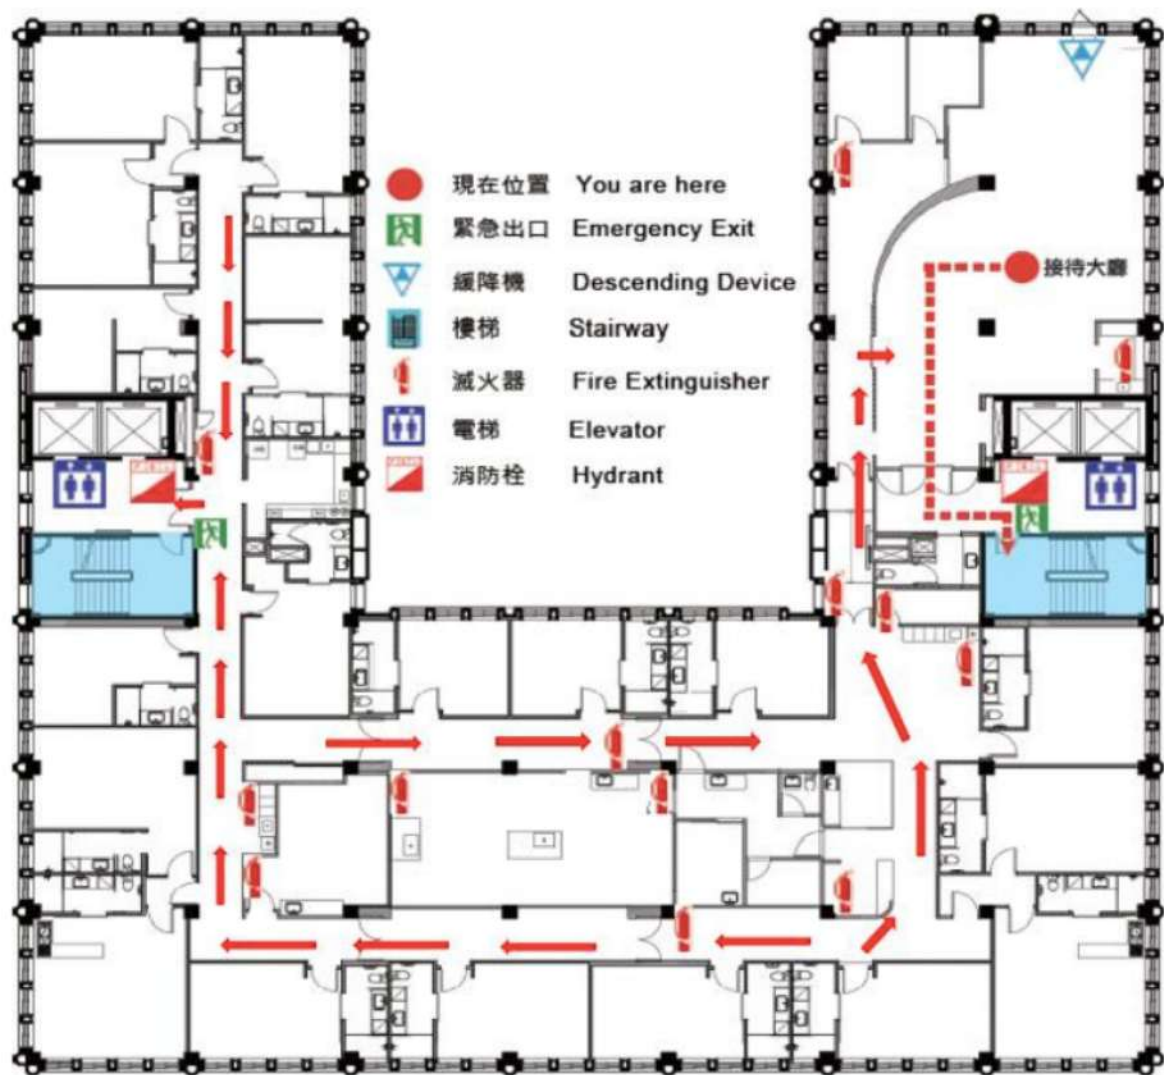 現在位置 You are here
緊急出口 Emergency Exit
緩降機 Descending Device
樓梯 Stairway
滅火器 Fire Extinguisher
電梯 Elevator
消防栓 Hydrant
接待大廳